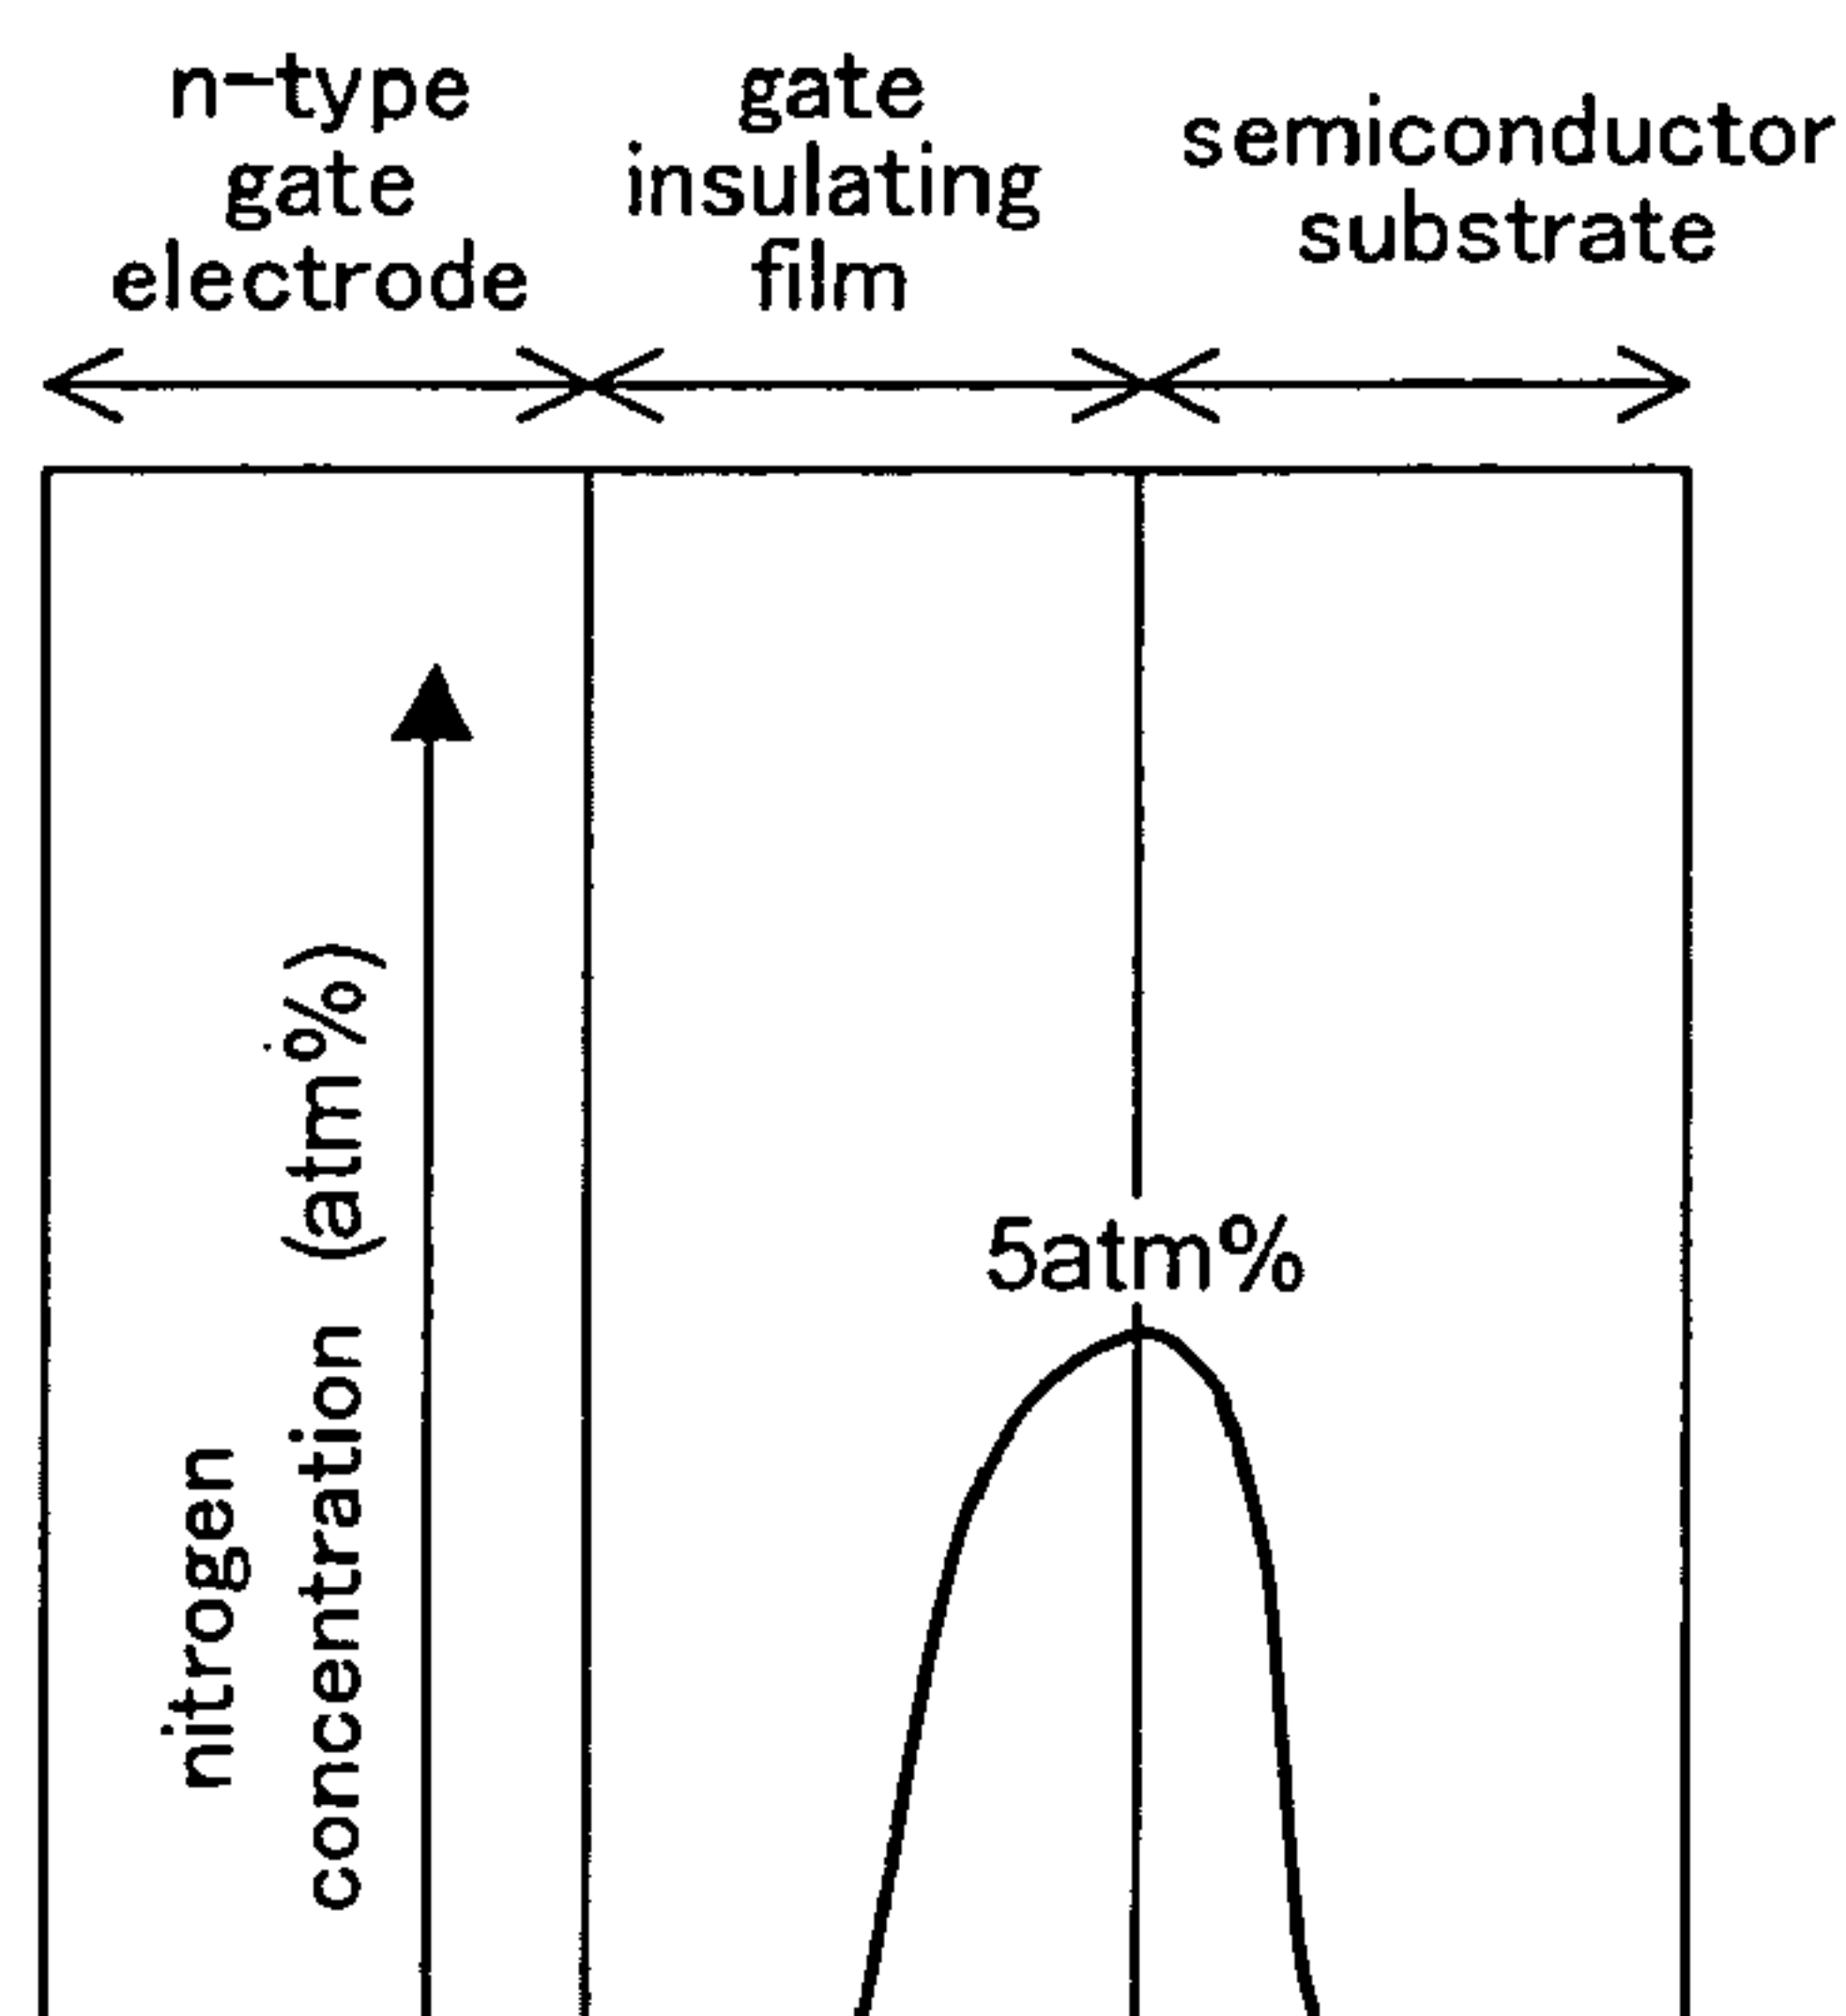 n-type
gate
electrode
gate
insulating
film
semiconductor
substrate
nitrogen
concentration (atm%)
5atm%